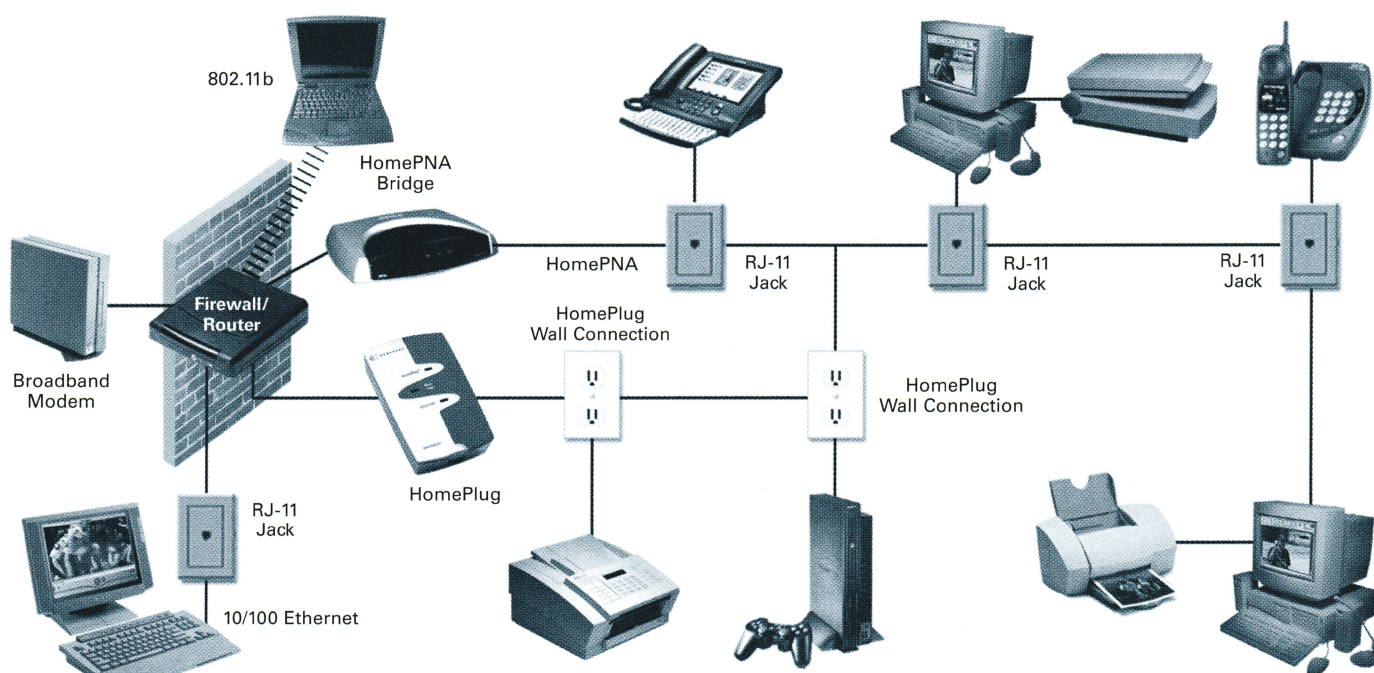 802.11b
HomePNA
Bridge
Firewall/
Router
HomePNA
RJ-11
Jack
RJ-11
Jack
RJ-11
Jack
Broadband
Modem
HomePlug
Wall Connection
HomePlug
Wall Connection
HomePlug
RJ-11
Jack
10/100 Ethernet